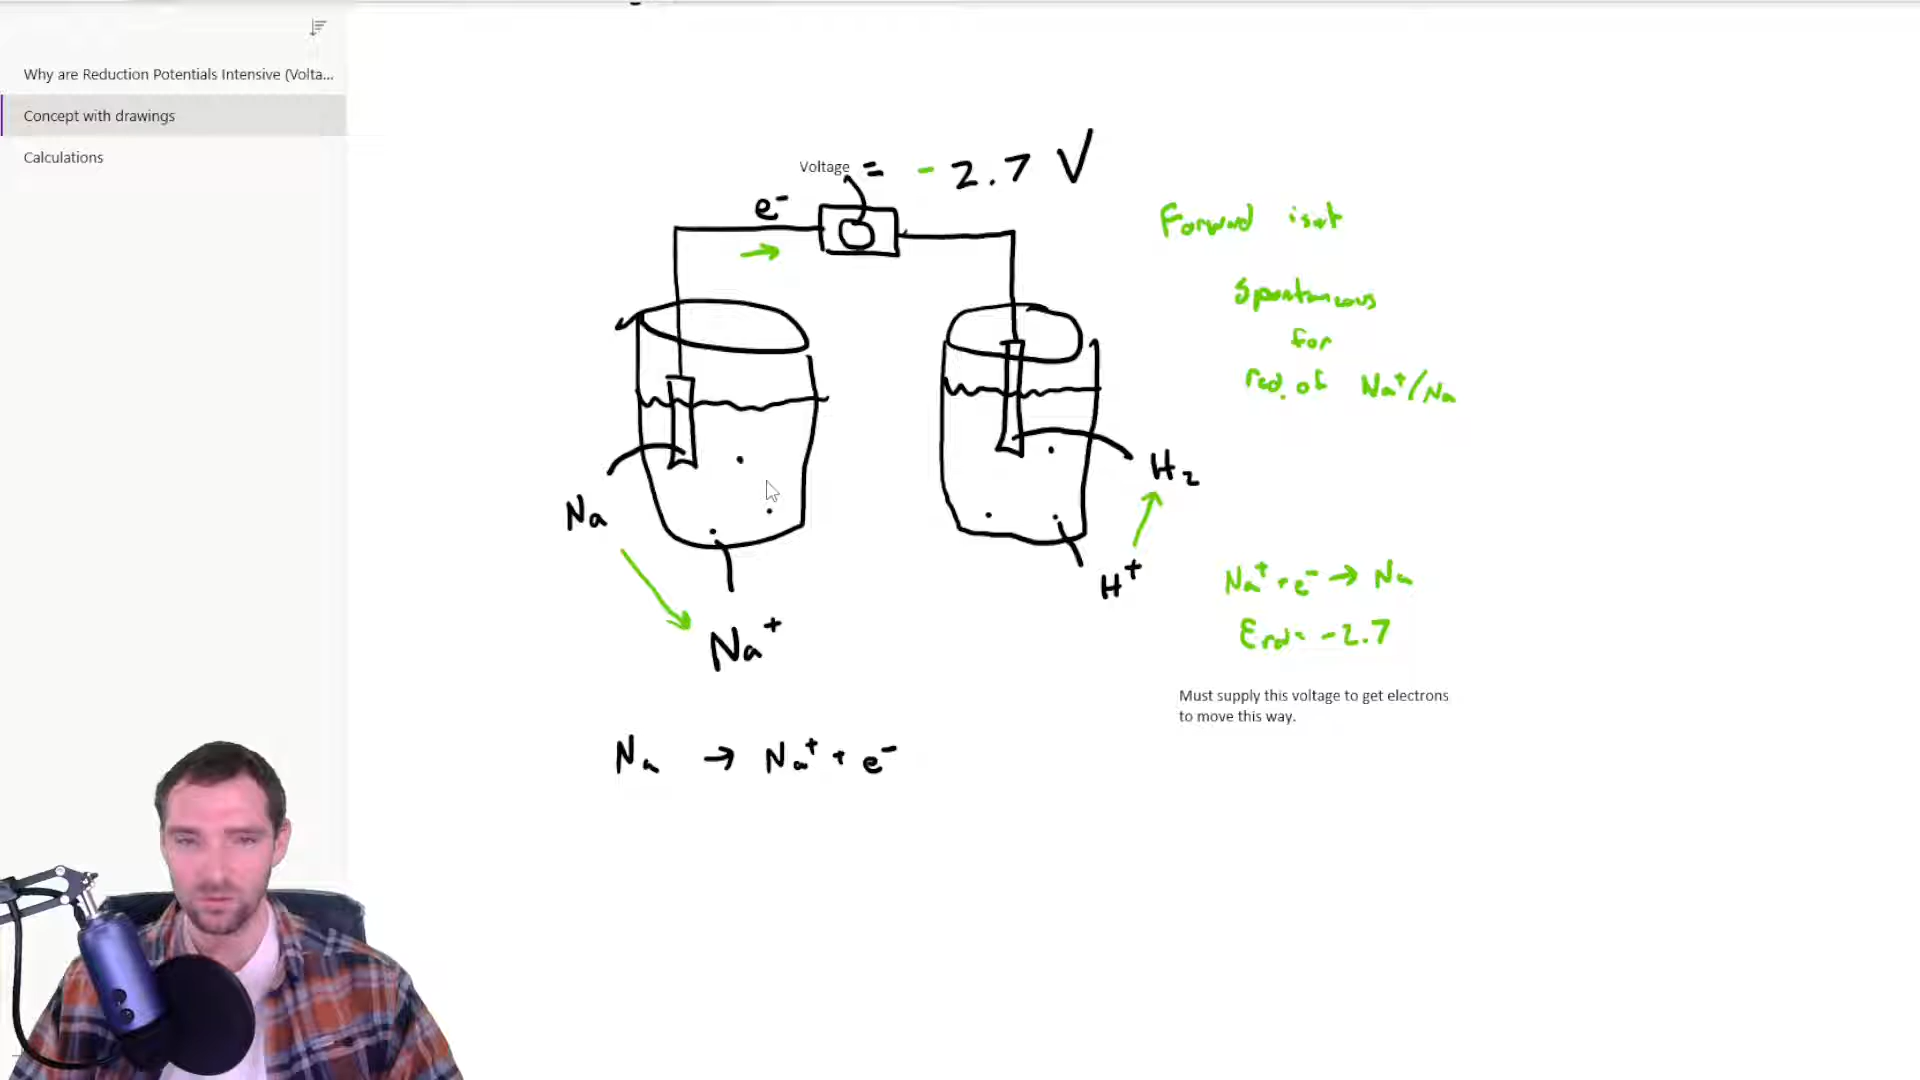 Why are Reduction Potentials Intensive (Volta...
Concept with drawings
Calculations
Voltage = - 2.7 V
e⁻
Forward isn't
Spontaneous
for
red. of Na⁺/Na
Na
H₂
H⁺
Na⁺
Na⁺ + e⁻ → Na
= -2.7
Must supply this voltage to get electrons
to move this way.
Na → Na⁺ + e⁻